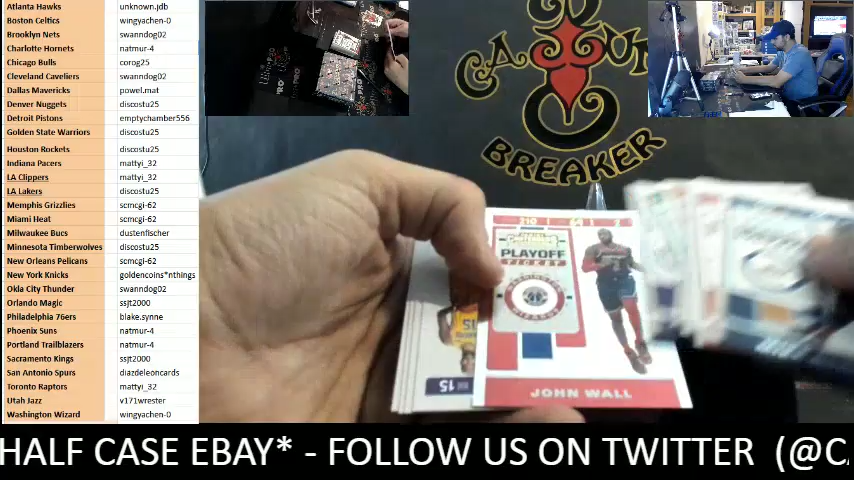 Atlanta Hawks unknown.jdb
Boston Celtics wingyachen-0
Brooklyn Nets swanndog02
Charlotte Hornets natmur-4
Chicago Bulls corog25
Cleveland Cavaliers swanndog02
Dallas Mavericks powel.mat
Denver Nuggets discostu25
Detroit Pistons emptychamber556
Golden State Warriors discostu25
Houston Rockets discostu25
Indiana Pacers mattyi_32
LA Clippers mattyi_32
LA Lakers discostu25
Memphis Grizzlies scmcgi-62
Miami Heat scmcgi-62
Milwaukee Bucs dustenfischer
Minnesota Timberwolves discostu25
New Orleans Pelicans scmcgi-62
New York Knicks goldencoins*nthings
Okla City Thunder swanndog02
Orlando Magic ssjt2000
Philadelphia 76ers blake.synne
Phoenix Suns natmur-4
Portland Trailblazers natmur-4
Sacramento Kings ssjt2000
San Antonio Spurs diazdeleoncards
Toronto Raptors mattyi_32
Utah Jazz v171wrester
Washington Wizard wingyachen-0
BREAKER
PLAYOFF
TICKET
JOHN WALL
15
HALF CASE EBAY* - FOLLOW US ON TWITTER (@CA